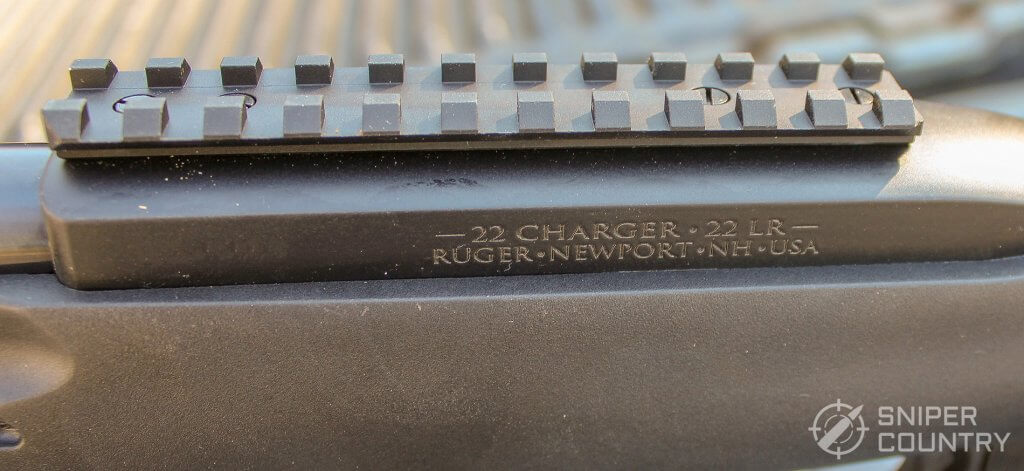 — 22 CHARGER • 22 LR —
RUGER • NEWPORT • NH • USA
SNIPER
COUNTRY